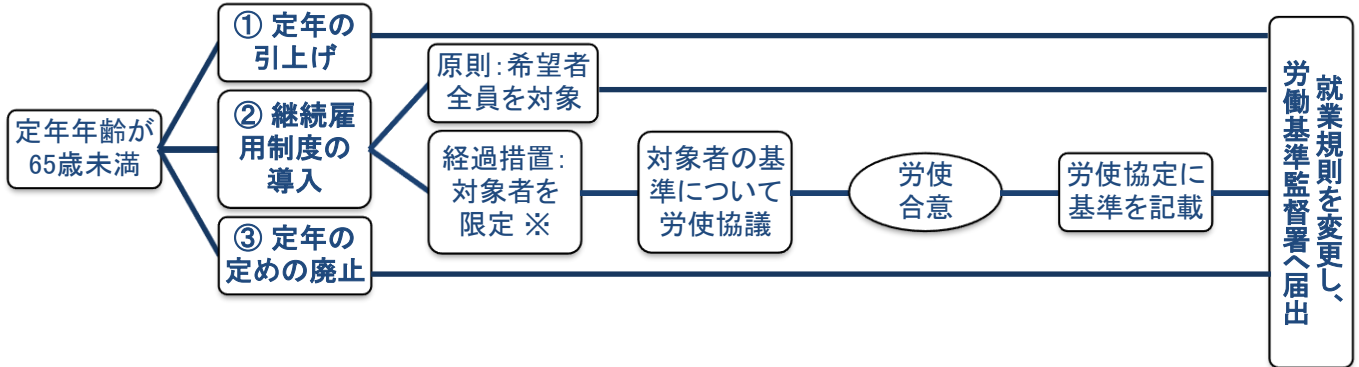 定年年齢が
65歳未満
① 定年の
引上げ
② 継続雇
用制度の
導入
③ 定年の
定めの廃止
原則：希望者
全員を対象
経過措置：
対象者を
限定 ※
対象者の基
準について
労使協議
労使
合意
労使協定に
基準を記載
就業規則を変更し、
労働基準監督署へ届出